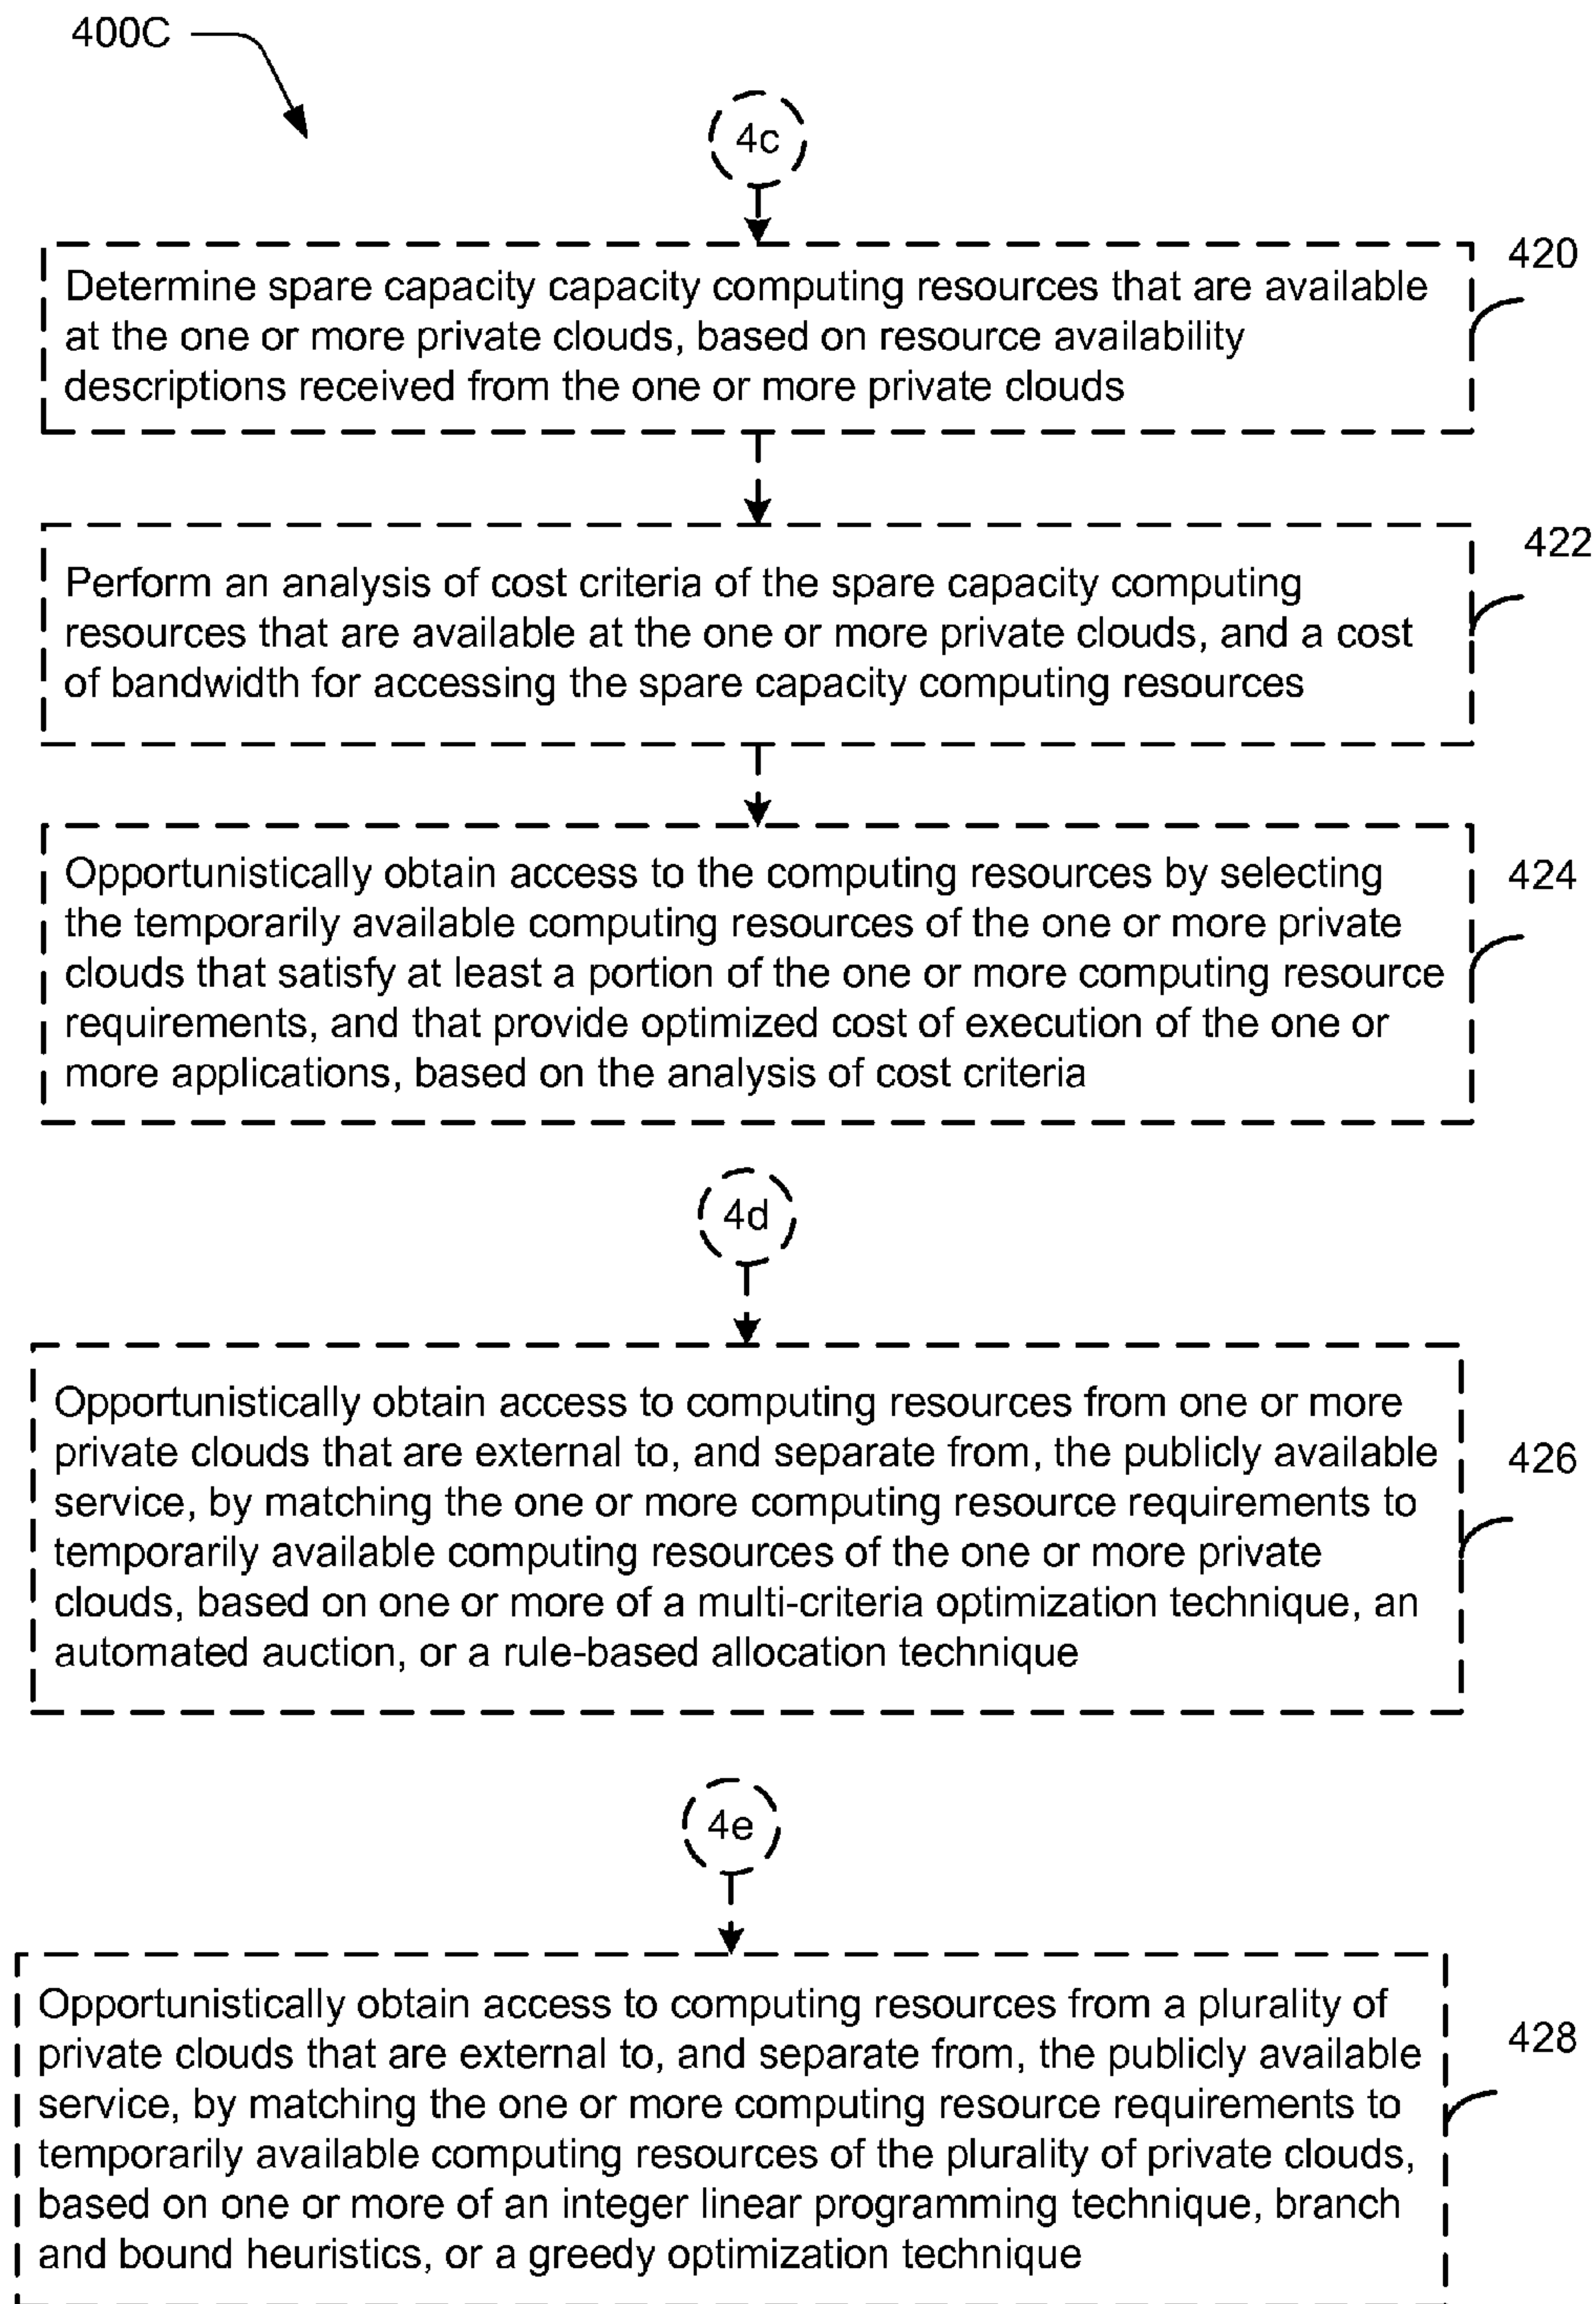 400C
4c
420
Determine spare capacity capacity computing resources that are available
at the one or more private clouds, based on resource availability
descriptions received from the one or more private clouds
422
Perform an analysis of cost criteria of the spare capacity computing
resources that are available at the one or more private clouds, and a cost
of bandwidth for accessing the spare capacity computing resources
424
Opportunistically obtain access to the computing resources by selecting
the temporarily available computing resources of the one or more private
clouds that satisfy at least a portion of the one or more computing resource
requirements, and that provide optimized cost of execution of the one or
more applications, based on the analysis of cost criteria
4d
Opportunistically obtain access to computing resources from one or more
private clouds that are external to, and separate from, the publicly available
service, by matching the one or more computing resource requirements to
temporarily available computing resources of the one or more private
clouds, based on one or more of a multi-criteria optimization technique, an
automated auction, or a rule-based allocation technique
426
4e
Opportunistically obtain access to computing resources from a plurality of
private clouds that are external to, and separate from, the publicly available
service, by matching the one or more computing resource requirements to
temporarily available computing resources of the plurality of private clouds,
based on one or more of an integer linear programming technique, branch
and bound heuristics, or a greedy optimization technique
428